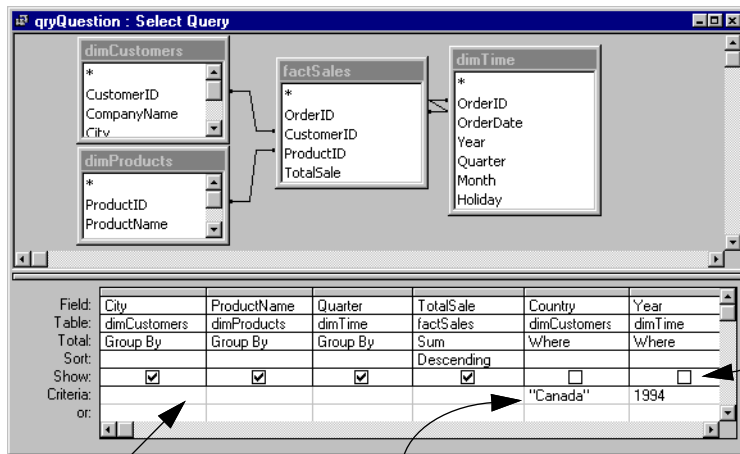 qryQuestion : Select Query
dimCustomers
*
CustomerID
CompanyName
City
dimProducts
*
ProductID
ProductName
factSales
*
OrderID
CustomerID
ProductID
TotalSale
dimTime
*
OrderID
OrderDate
Year
Quarter
Month
Holiday
Field: City ProductName Quarter TotalSale Country Year
Table: dimCustomers dimProducts dimTime factSales dimCustomers dimTime
Total: Group By Group By Group By Sum Where Where
Sort: Descending
Show:
Criteria: "Canada" 1994
or: